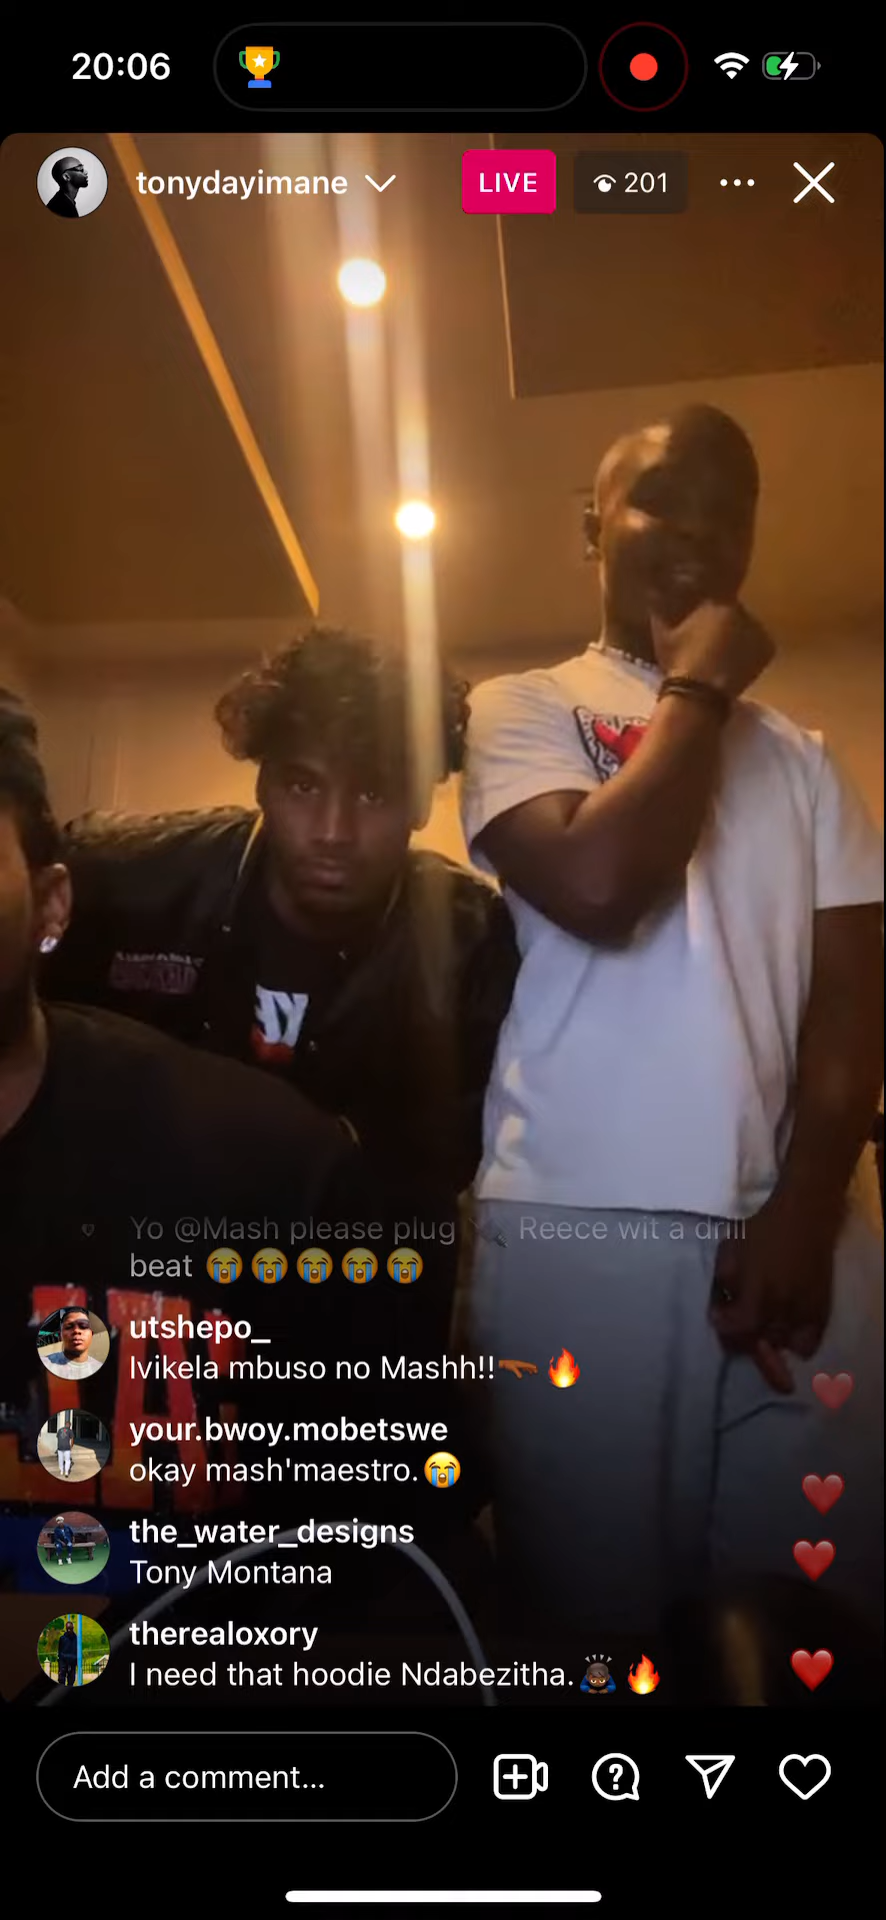 20:06
tonydayimane
LIVE
201
Yo @Mash please plug Reece wit a drill
beat 😭😭😭😭😭
utshepo_
Ivikela mbuso no Mashh!!🫳🏾🔥
your.bwoy.mobetswe
okay mash'maestro.😭
the_water_designs
Tony Montana
therealoxory
I need that hoodie Ndabezitha.🙇🏾‍♂️🔥
Add a comment...